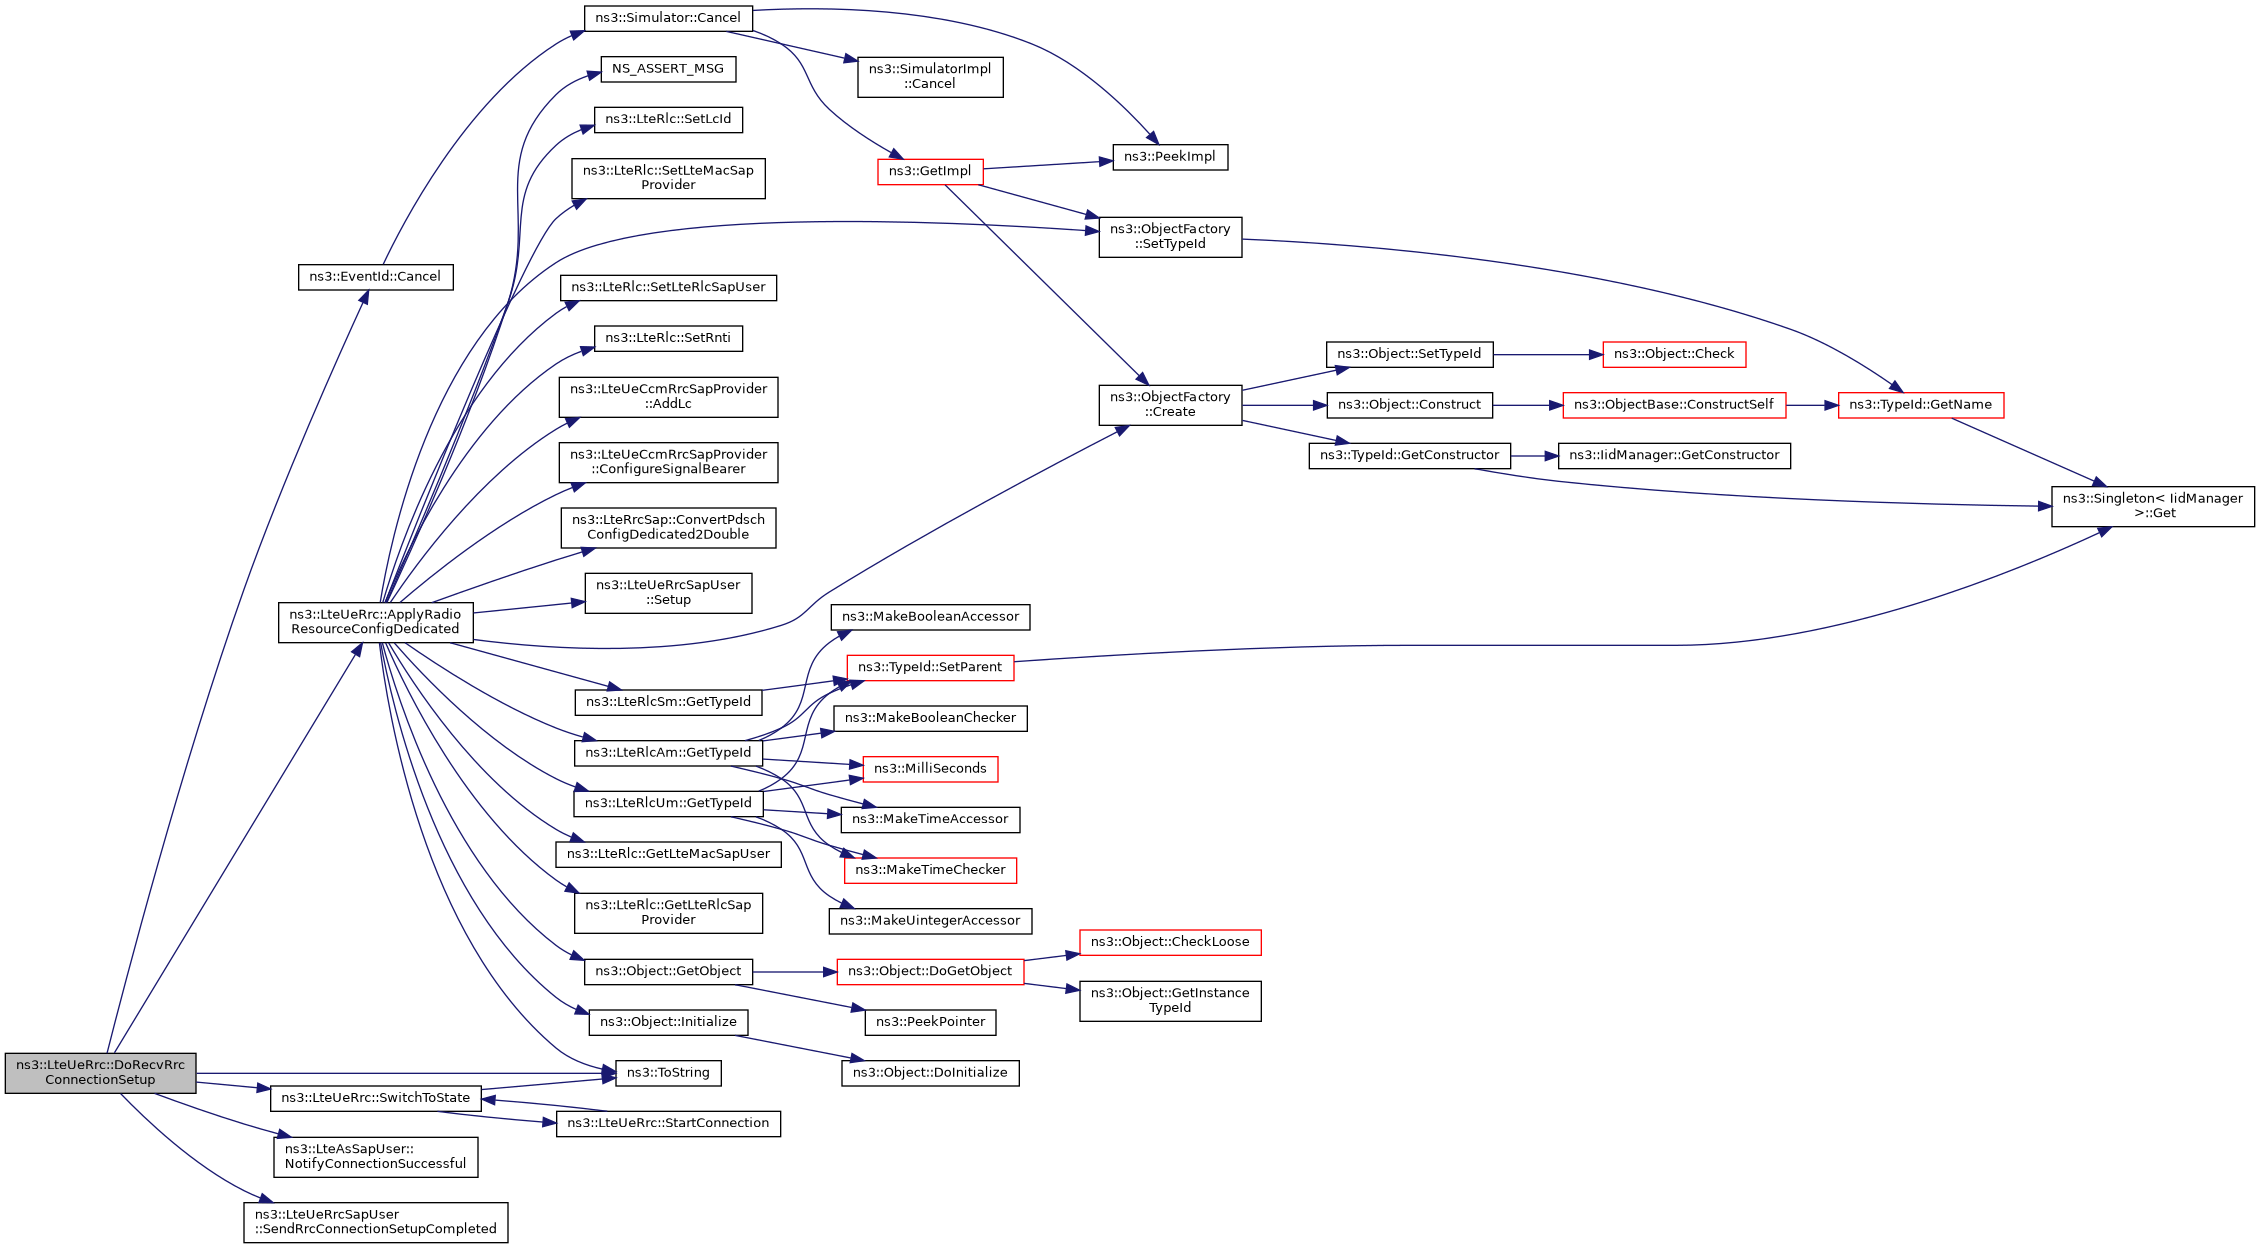 ns3::LteUeRrc::DoRecvRrc
ConnectionSetup
ns3::EventId::Cancel
ns3::LteUeRrc::ApplyRadio
ResourceConfigDedicated
ns3::LteUeRrc::SwitchToState
ns3::LteAsSapUser::
NotifyConnectionSuccessful
ns3::LteUeRrcSapUser
::SendRrcConnectionSetupCompleted
ns3::Simulator::Cancel
NS_ASSERT_MSG
ns3::LteRlc::SetLcId
ns3::LteRlc::SetLteMacSap
Provider
ns3::LteRlc::SetLteRlcSapUser
ns3::LteRlc::SetRnti
ns3::LteUeCcmRrcSapProvider
::AddLc
ns3::LteUeCcmRrcSapProvider
::ConfigureSignalBearer
ns3::LteRrcSap::ConvertPdsch
ConfigDedicated2Double
ns3::LteUeRrcSapUser
::Setup
ns3::LteRlcSm::GetTypeId
ns3::LteRlcAm::GetTypeId
ns3::LteRlcUm::GetTypeId
ns3::LteRlc::GetLteMacSapUser
ns3::LteRlc::GetLteRlcSap
Provider
ns3::Object::GetObject
ns3::Object::Initialize
ns3::ToString
ns3::LteUeRrc::StartConnection
ns3::SimulatorImpl
::Cancel
ns3::GetImpl
ns3::MakeBooleanAccessor
ns3::TypeId::SetParent
ns3::MakeBooleanChecker
ns3::MilliSeconds
ns3::MakeTimeAccessor
ns3::MakeTimeChecker
ns3::MakeUintegerAccessor
ns3::Object::DoGetObject
ns3::PeekPointer
ns3::Object::DoInitialize
ns3::PeekImpl
ns3::ObjectFactory
::SetTypeId
ns3::ObjectFactory
::Create
ns3::Object::CheckLoose
ns3::Object::GetInstance
TypeId
ns3::Object::SetTypeId
ns3::Object::Construct
ns3::TypeId::GetConstructor
ns3::Object::Check
ns3::ObjectBase::ConstructSelf
ns3::IidManager::GetConstructor
ns3::TypeId::GetName
ns3::Singleton< IidManager
>::Get